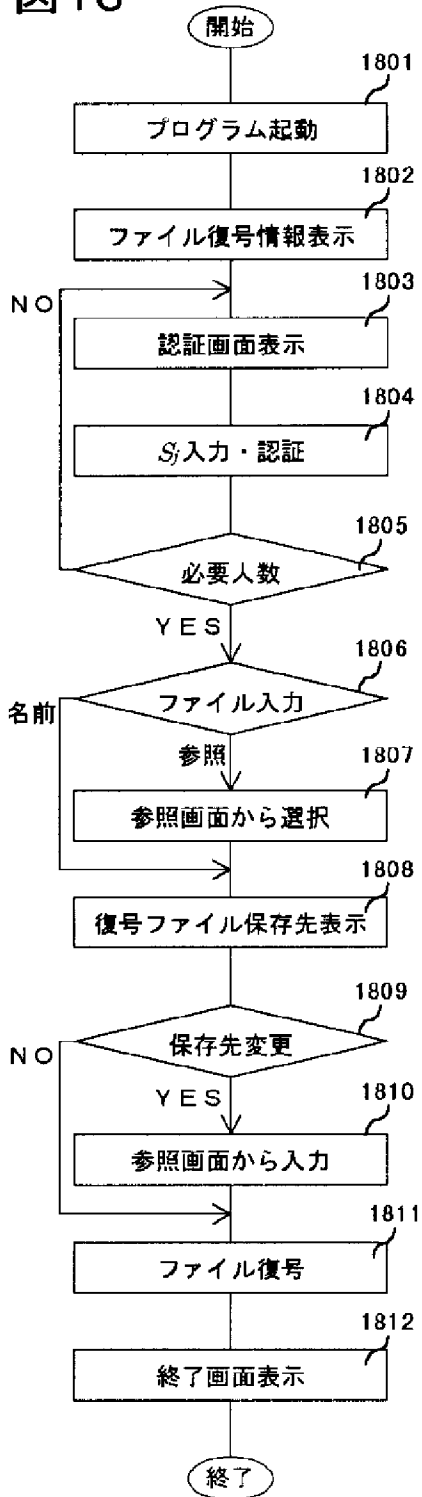 開始
1801
プログラム起動
1802
ファイル復号情報表示
1803
NO
認証画面表示
1804
Sj入力・認証
1805
必要人数
YES
1806
ファイル入力
名前
参照
1807
参照画面から選択
1808
復号ファイル保存先表示
1809
保存先変更
NO
YES
1810
参照画面から入力
1811
ファイル復号
1812
終了画面表示
終了